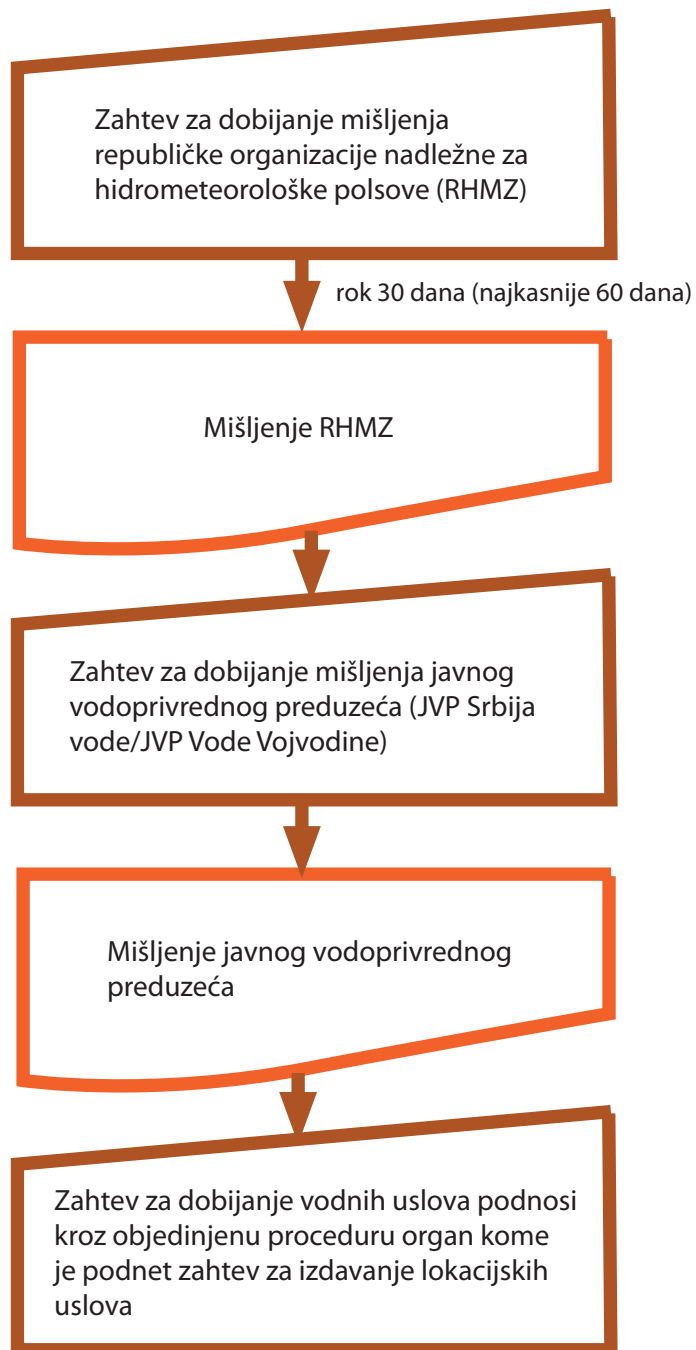 Zahtev za dobijanje mišljenja
republičke organizacije nadležne za
hidrometeorološke polsove (RHMZ)
rok 30 dana (najkasnije 60 dana)
Mišljenje RHMZ
Zahtev za dobijanje mišljenja javnog
vodoprivrednog preduzeća (JVP Srbija
vode/JVP Vode Vojvodine)
Mišljenje javnog vodoprivrednog
preduzeća
Zahtev za dobijanje vodnih uslova podnosi
kroz objedinjenu proceduru organ kome
je podnet zahtev za izdavanje lokacijskih
uslova